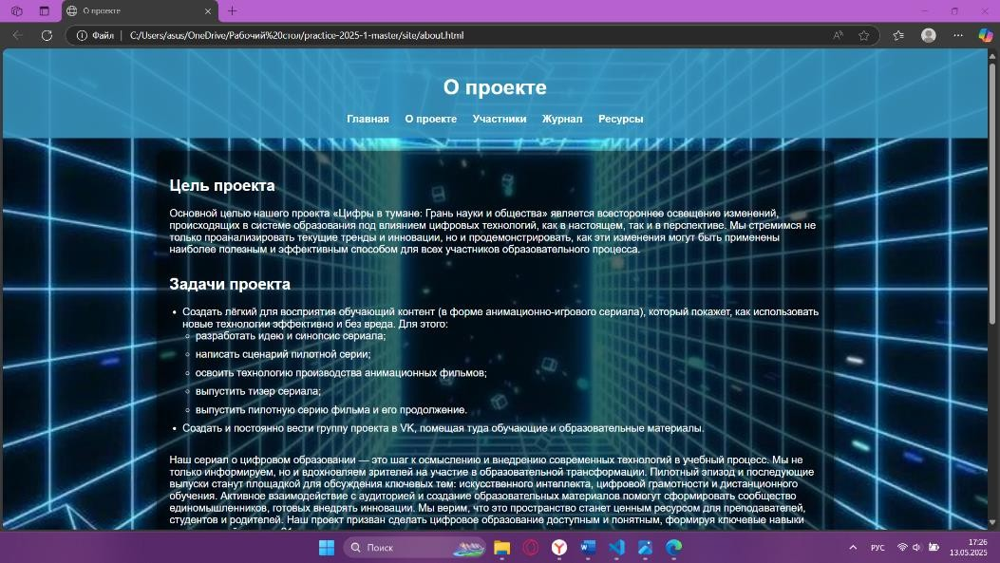 О проекте
Файл
C:/Users/asus/OneDrive/Рабочий%20стол/practice-2025-1-master/site/about.html
О проекте
Главная О проекте Участники Журнал Ресурсы
Цель проекта
Основной целью нашего проекта «Цифры в тумане: Грань науки и общества» является всестороннее освещение изменений,
происходящих в системе образования под влиянием цифровых технологий, как в настоящем, так и в перспективе. Мы стремимся не
только проанализировать текущие тренды и инновации, но и продемонстрировать, как эти изменения могут быть применены
наиболее полезным и эффективным способом для всех участников образовательного процесса.
Задачи проекта
Создать лёгкий для восприятия обучающий контент (в форме анимационно-игрового сериала), который покажет, как использовать
новые технологии эффективно и без вреда. Для этого:
разработать идею и синопсис сериала;
написать сценарий пилотной серии;
освоить технологию производства анимационных фильмов;
выпустить тизер сериала;
выпустить пилотную серию фильма и его продолжение.
Создать и постоянно вести группу проекта в VK, помещая туда обучающие и образовательные материалы.
Наш сериал о цифровом образовании — это шаг к осмыслению и внедрению современных технологий в учебный процесс. Мы не
только информируем, но и вдохновляем зрителей на участие в образовательной трансформации. Пилотный эпизод и последующие
выпуски станут площадкой для обсуждения ключевых тем: искусственного интеллекта, цифровой грамотности и дистанционного
обучения. Активное взаимодействие с аудиторией и создание образовательных материалов помогут сформировать сообщество
единомышленников, готовых внедрять инновации. Мы верим, что это пространство станет ценным ресурсом для преподавателей,
студентов и родителей. Наш проект призван сделать цифровое образование доступным и понятным, формируя ключевые навыки
Поиск
РУС
17:26
13.05.2025